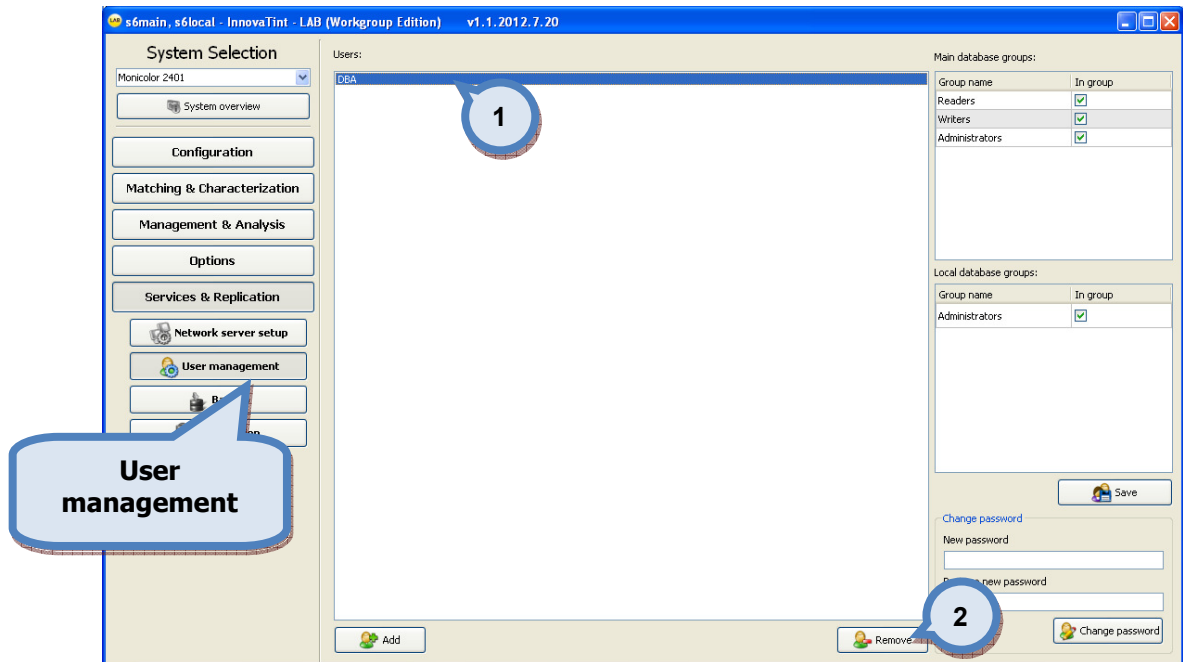 s6main, s6local - InnovaTint - LAB (Workgroup Edition) v1.1.2012.7.20
System Selection
Monicolor 2401
System overview
Configuration
Matching & Characterization
Management & Analysis
Options
Services & Replication
Network server setup
User management
User
management
Users:
DBA
1
Add
Remove
2
Main database groups:
Group name In group
Readers
Writers
Administrators
Local database groups:
Group name In group
Administrators
Save
Change password
New password
new password
Change password